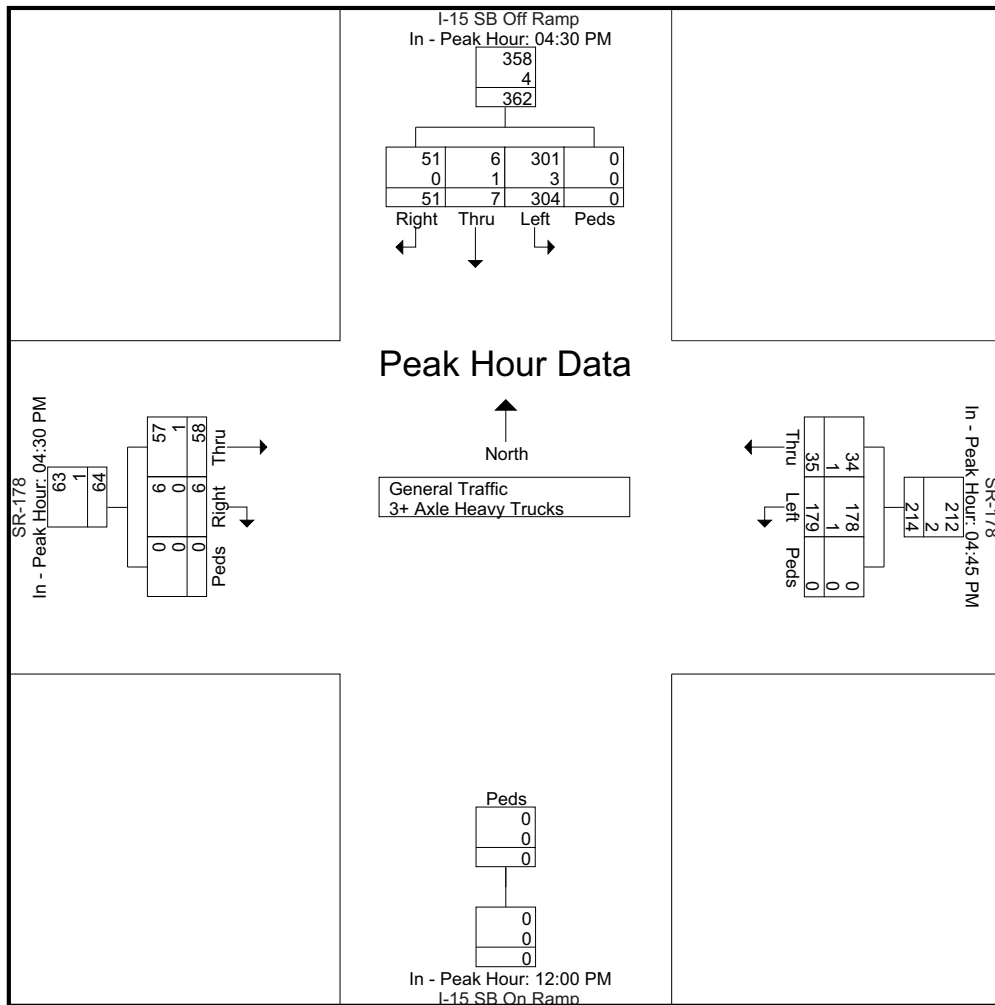 I-15 SB Off Ramp
In - Peak Hour: 04:30 PM
358
4
362
51 6 301 0
0 1 3 0
51 7 304 0
Right Thru Left Peds
Peak Hour Data
North
General Traffic
3+ Axle Heavy Trucks
SR-178
In - Peak Hour: 04:30 PM
63
1
64
57 6 0
1 0 0
58 6 0
Thru Right Peds
SR-178
In - Peak Hour: 04:45 PM
212
2
214
34 178 0
1 1 0
35 179 0
Thru Left Peds
Peds
0
0
0
0
0
0
In - Peak Hour: 12:00 PM
I-15 SB On Ramp